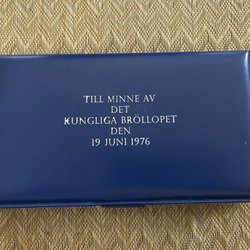 TILL MINNE AV
DET
KUNGLIGA BRÖLLOPET
DEN
19 JUNI 1976